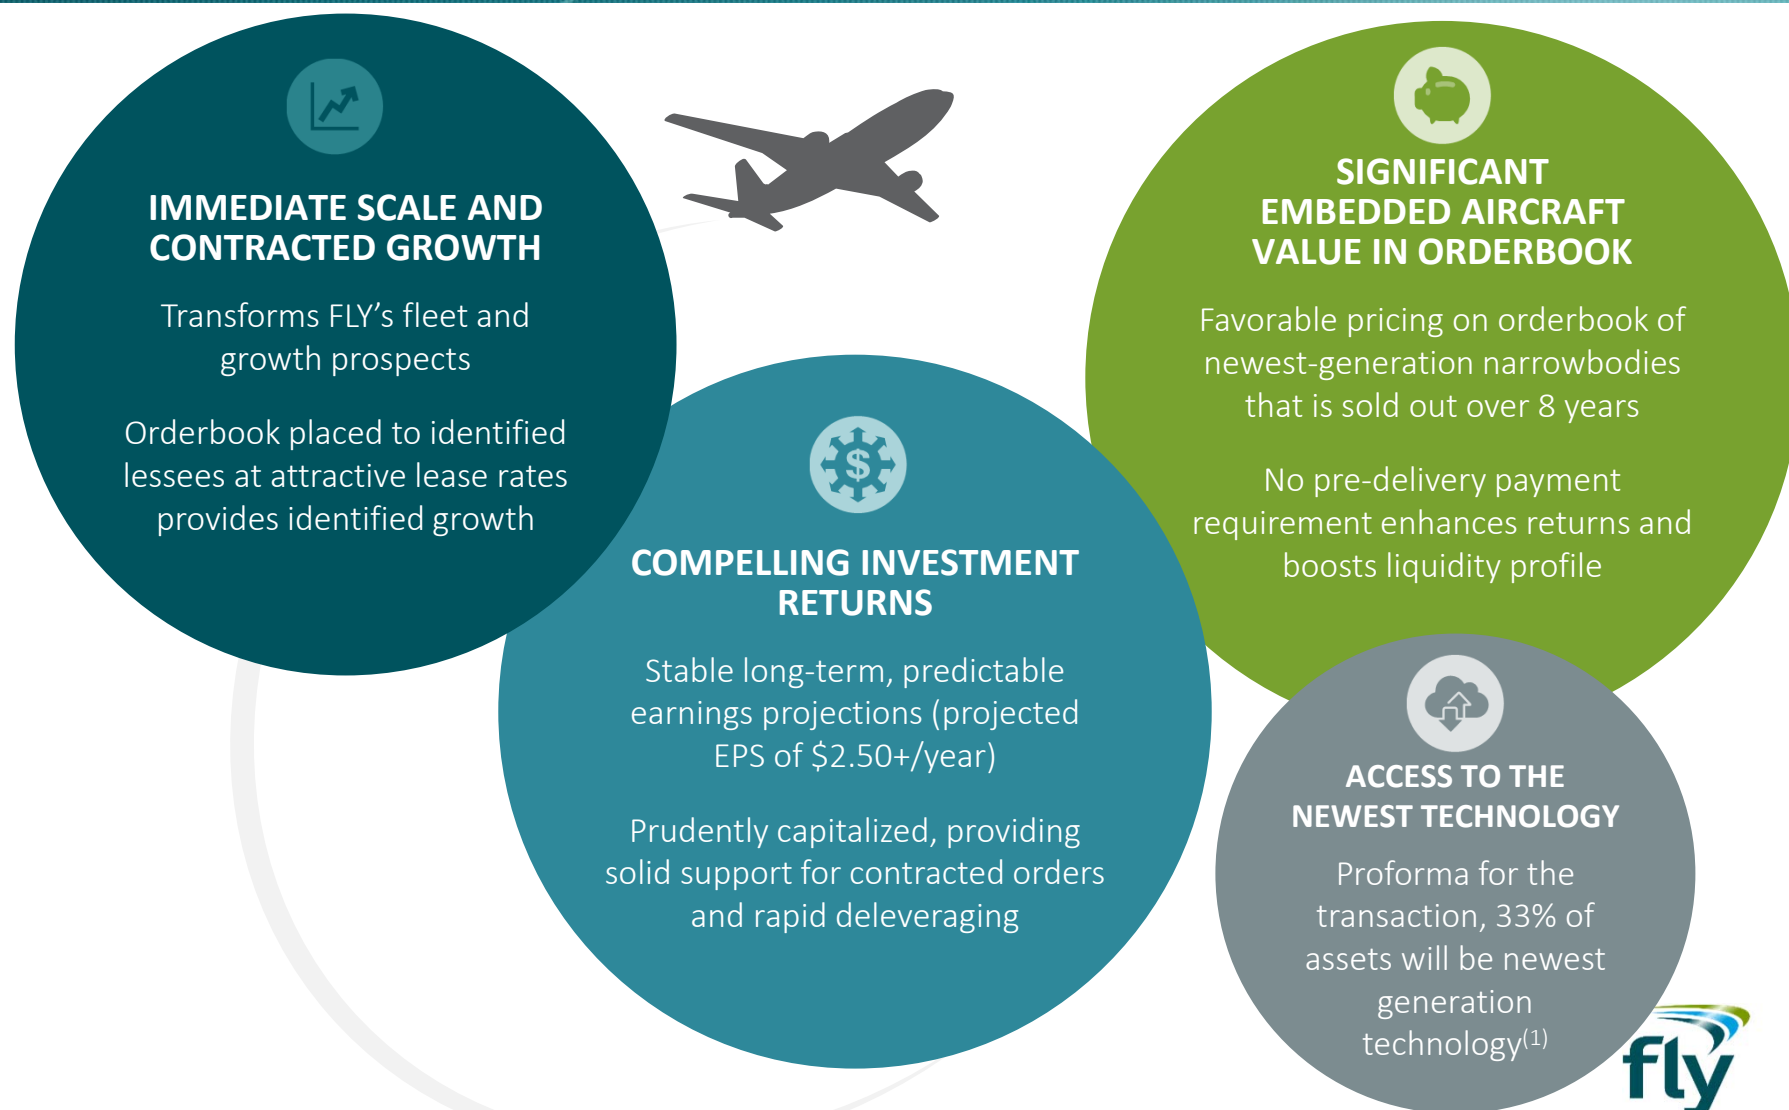 IMMEDIATE SCALE AND
CONTRACTED GROWTH
Transforms FLY’s fleet and
growth prospects
Orderbook placed to identified
lessees at attractive lease rates
provides identified growth
$
COMPELLING INVESTMENT
RETURNS
Stable long-term, predictable
earnings projections (projected
EPS of $2.50+/year)
Prudently capitalized, providing
solid support for contracted orders
and rapid deleveraging
SIGNIFICANT
EMBEDDED AIRCRAFT
VALUE IN ORDERBOOK
Favorable pricing on orderbook of
newest-generation narrowbodies
that is sold out over 8 years
No pre-delivery payment
requirement enhances returns and
boosts liquidity profile
ACCESS TO THE
NEWEST TECHNOLOGY
Proforma for the
transaction, 33% of
assets will be newest
generation
technology(1)
fly